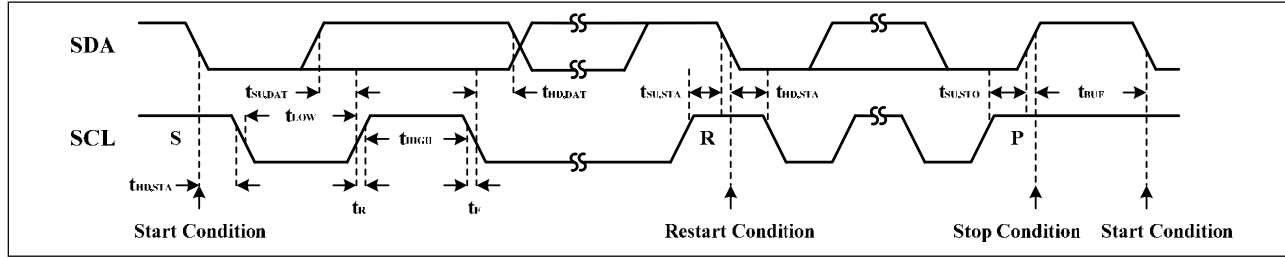 SDA
tSU,DAT
tHD,DAT
tSU,STA
tHD,STA
tSU,STO
tBUF
tLOW
SCL
S
tHIGH
R
P
tHD,STA
tR
tF
Start Condition
Restart Condition
Stop Condition
Start Condition